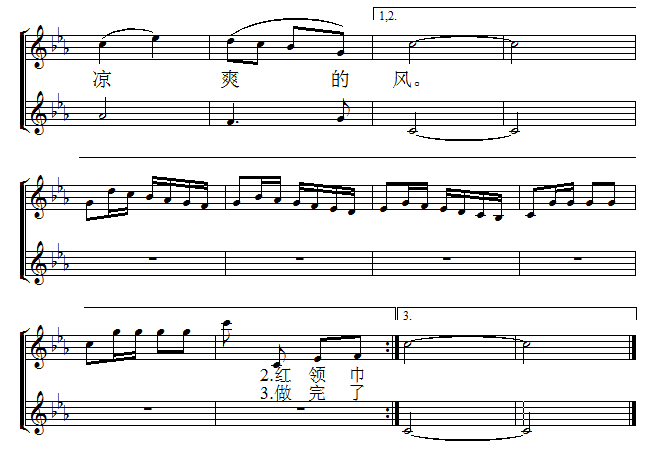 1,2.
凉 爽 的 风。
3.
2.红 领 巾
3.做 完 了